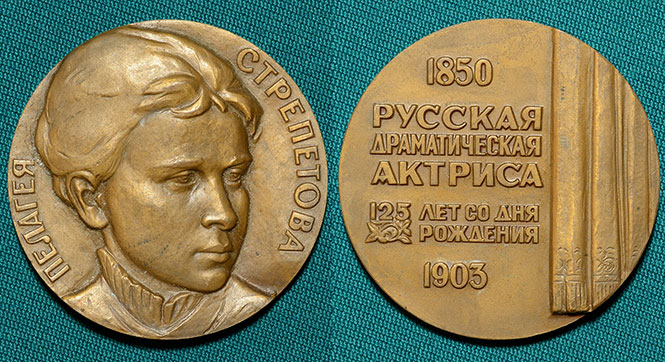 ПЕЛАГЕЯ
СТРЕПЕТОВА
1850
РУССКАЯ
ДРАМАТИЧЕСКАЯ
АКТРИСА
125 ЛЕТ СО ДНЯ
РОЖДЕНИЯ
1903